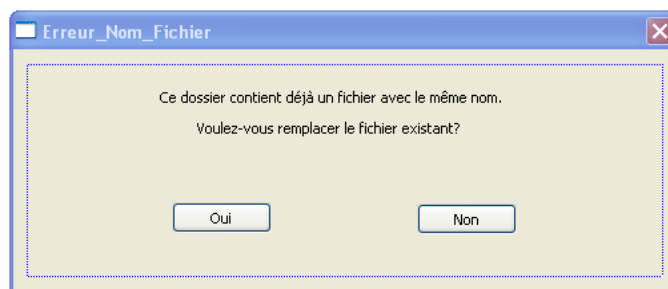 Erreur_Nom_Fichier
Ce dossier contient déjà un fichier avec le même nom.
Voulez-vous remplacer le fichier existant?
Oui
Non